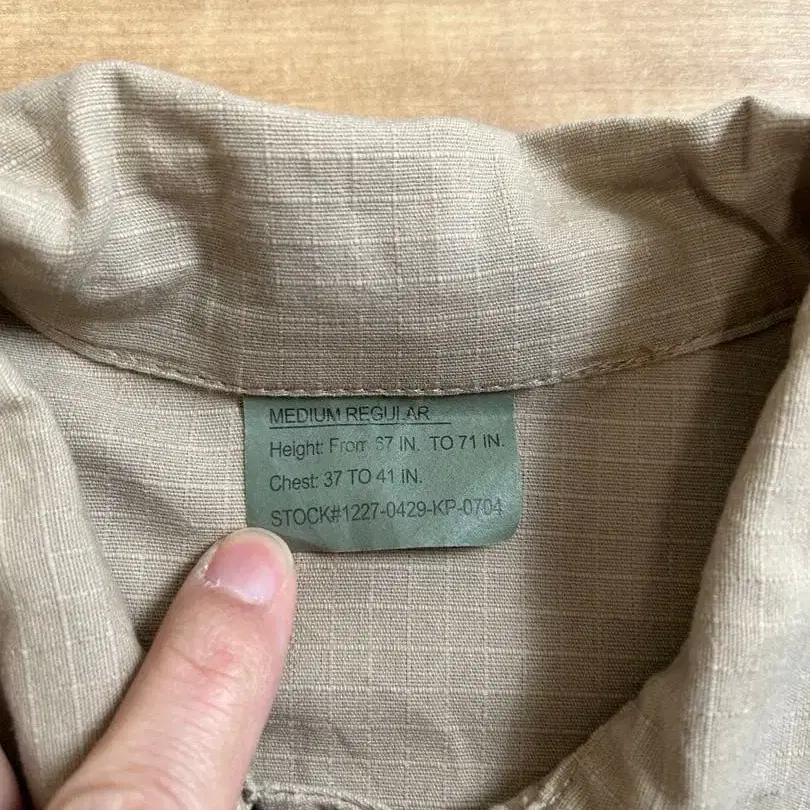 MEDIUM REGULAR
Height: From 67 IN. TO 71 IN.
Chest: 37 TO 41 IN.
STOCK#1227-0429-KP-0704